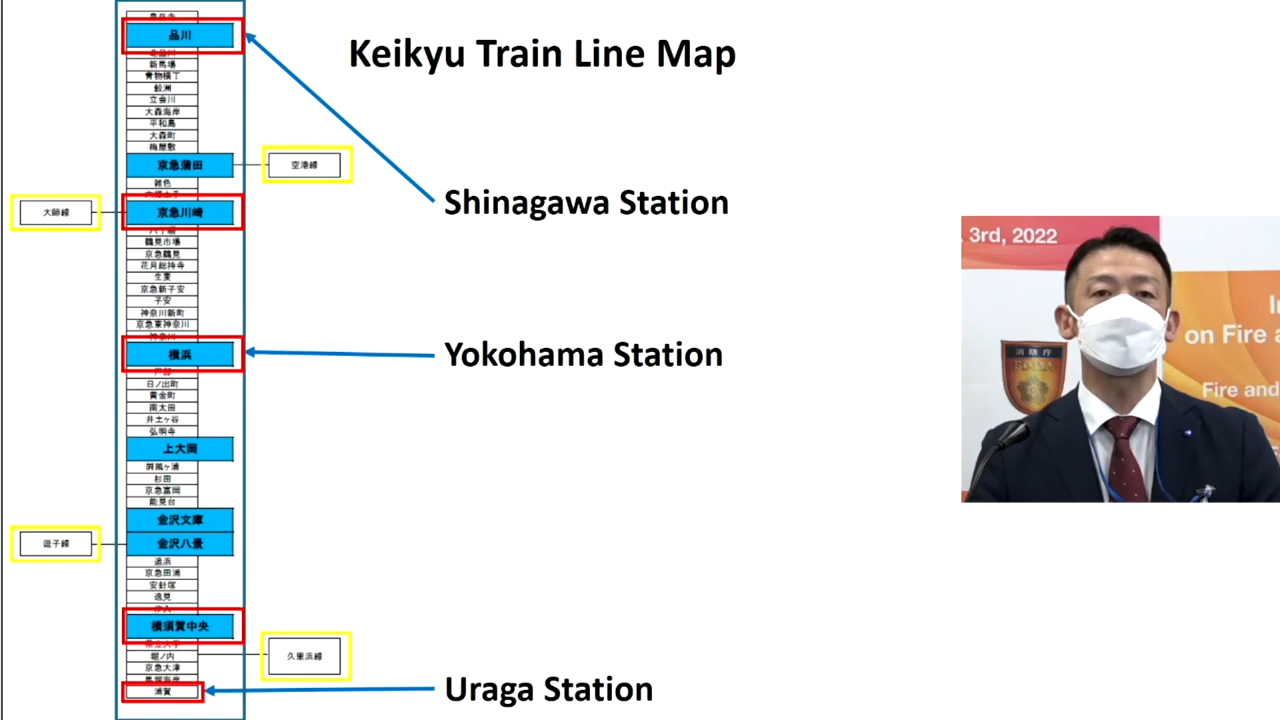 Keikyu Train Line Map
品川
新馬場
青物横丁
鮫洲
立会川
大森海岸
平和島
大森町
梅屋敷
京急蒲田
空港線
雑色
大師線
京急川崎
鶴見市場
京急鶴見
花月総持寺
生麦
京急新子安
子安
神奈川新町
京急東神奈川
横浜
日ノ出町
黄金町
南太田
井土ヶ谷
弘明寺
上大岡
屏風ヶ浦
杉田
京急富岡
能見台
金沢文庫
逗子線
金沢八景
追浜
京急田浦
安針塚
逸見
横須賀中央
堀ノ内
久里浜線
京急大津
浦賀
Shinagawa Station
Yokohama Station
Uraga Station
3rd, 2022
on Fire
Fire and
消防庁
FDMA